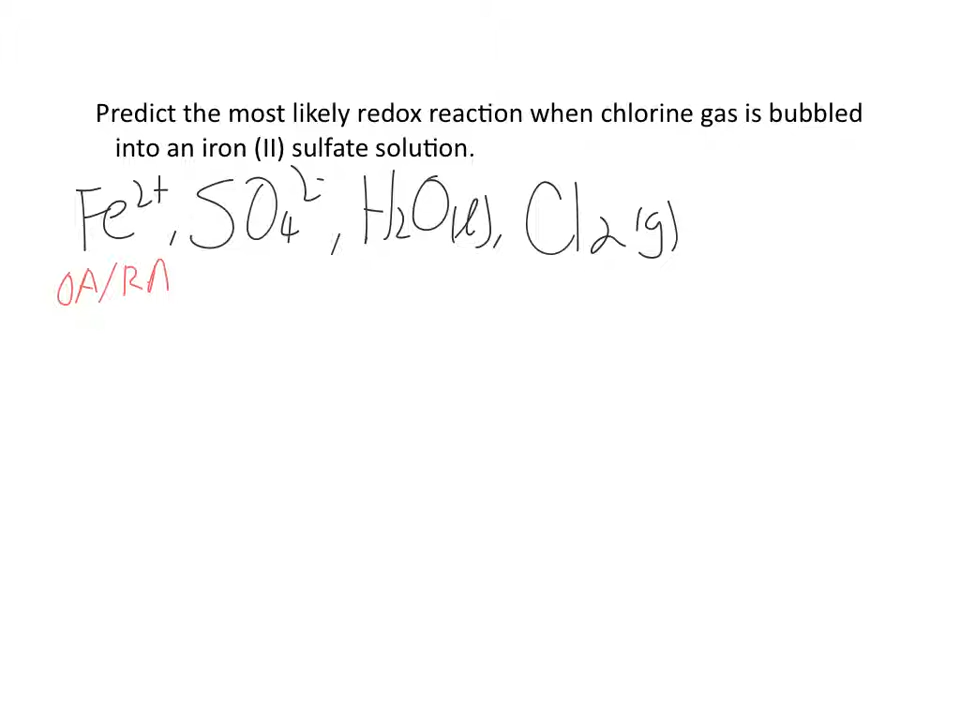 Predict the most likely redox reaction when chlorine gas is bubbled
into an iron (II) sulfate solution.
Fe²⁺, SO₄²⁻, H₂O(l), Cl₂(g)
OA/RA